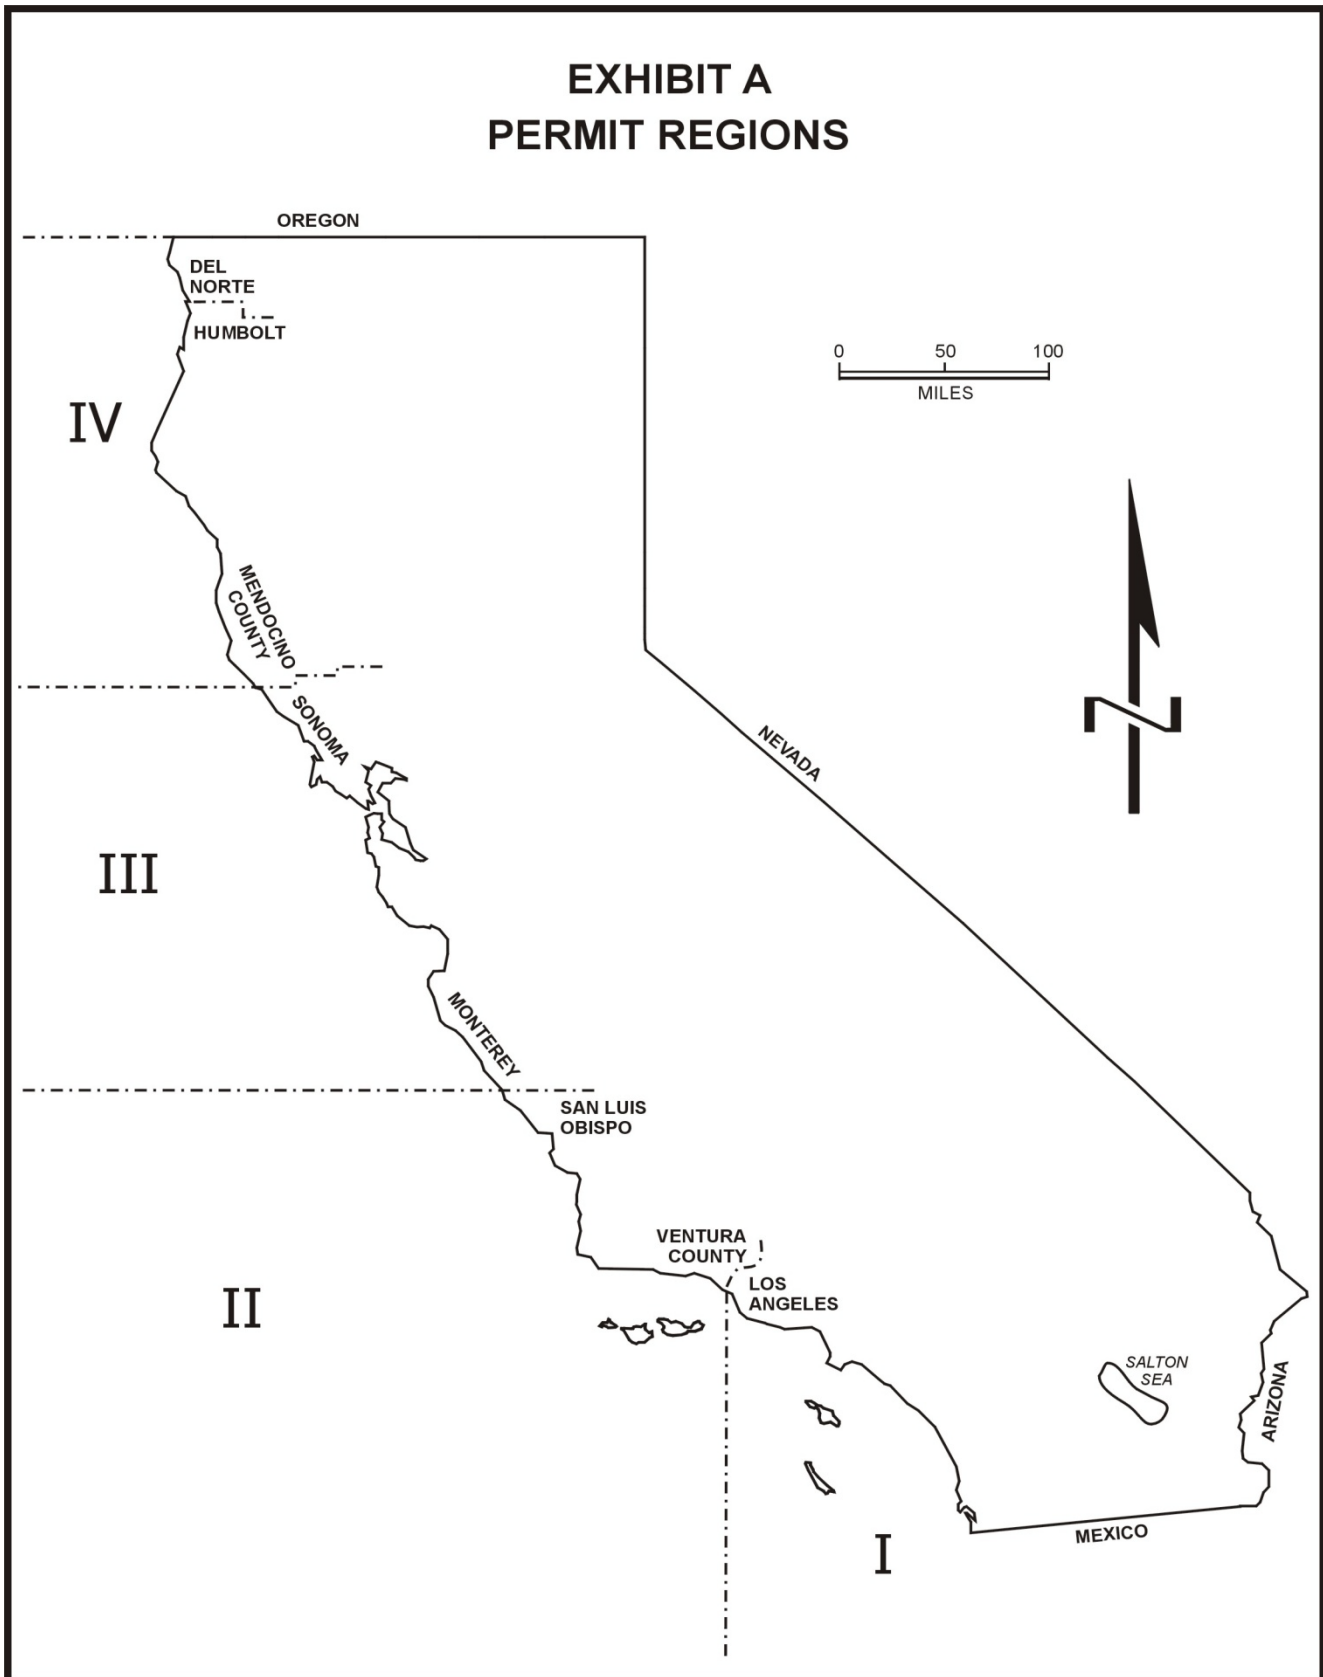 EXHIBIT A
PERMIT REGIONS
OREGON
DEL
NORTE
HUMBOLT
0 50 100
MILES
IV
MENDOCINO
COUNTY
SONOMA
NEVADA
N
III
MONTEREY
SAN LUIS
OBISPO
VENTURA
COUNTY
LOS
ANGELES
II
SALTON
SEA
ARIZONA
MEXICO
I